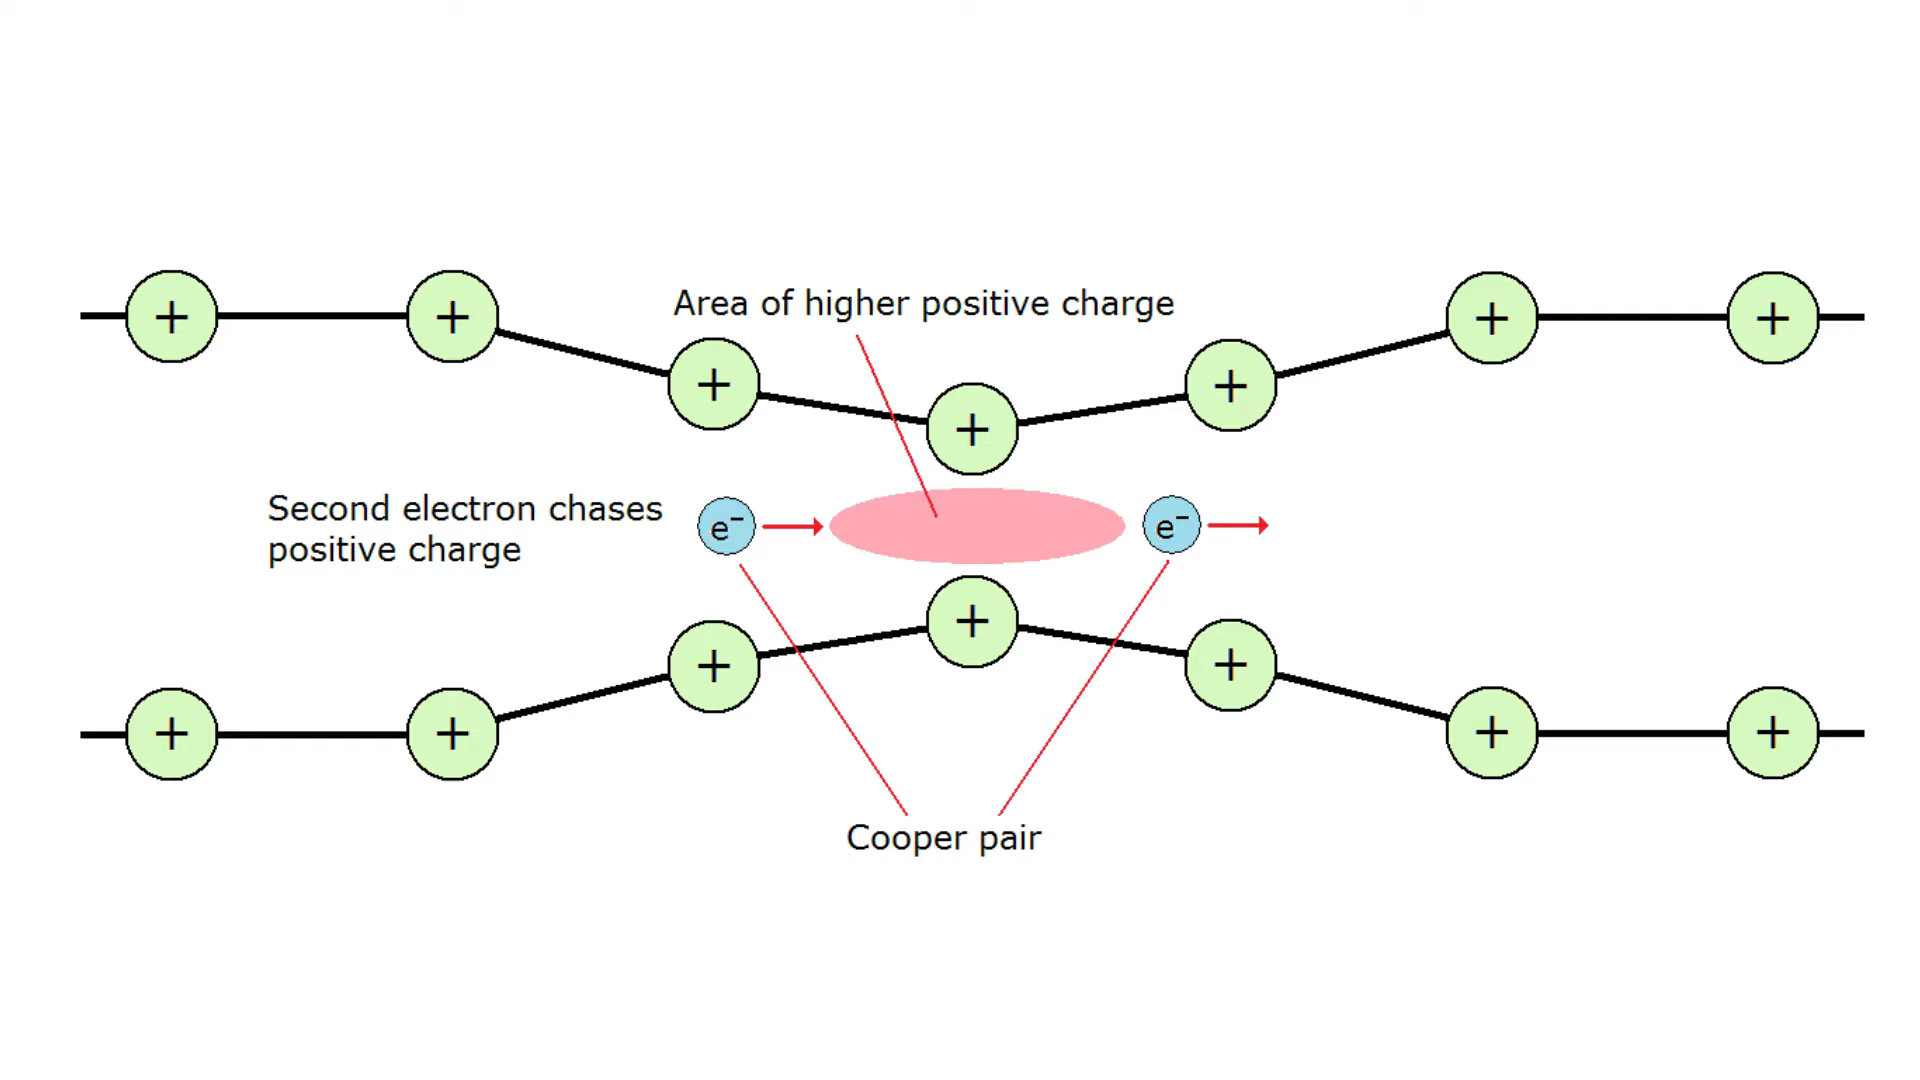 + + + +
Area of higher positive charge
+ + +
Second electron chases
positive charge
e⁻ e⁻
+ + +
+ + + +
Cooper pair